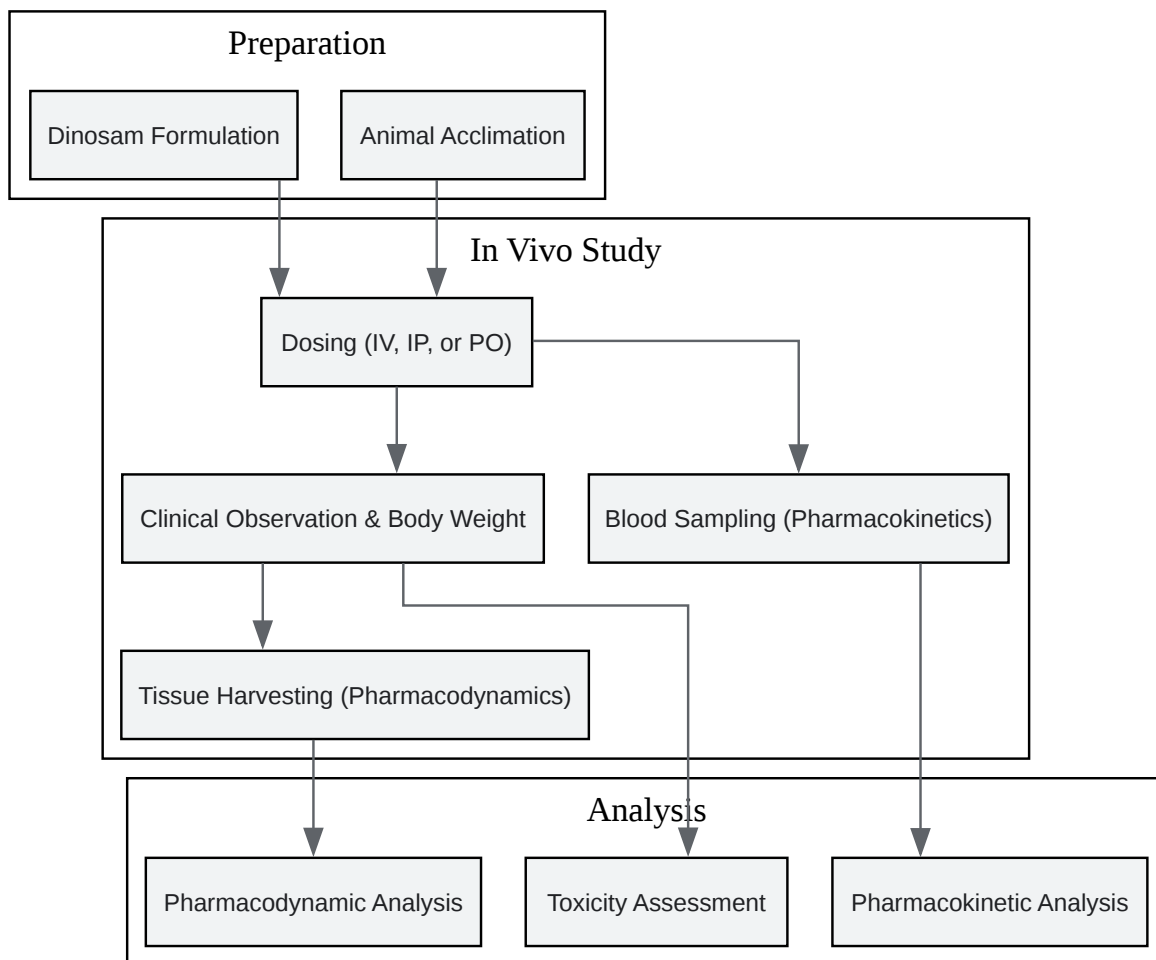 Preparation
Dinosam Formulation
Animal Acclimation
In Vivo Study
Dosing (IV, IP, or PO)
Clinical Observation & Body Weight
Blood Sampling (Pharmacokinetics)
Tissue Harvesting (Pharmacodynamics)
Analysis
Pharmacodynamic Analysis
Toxicity Assessment
Pharmacokinetic Analysis